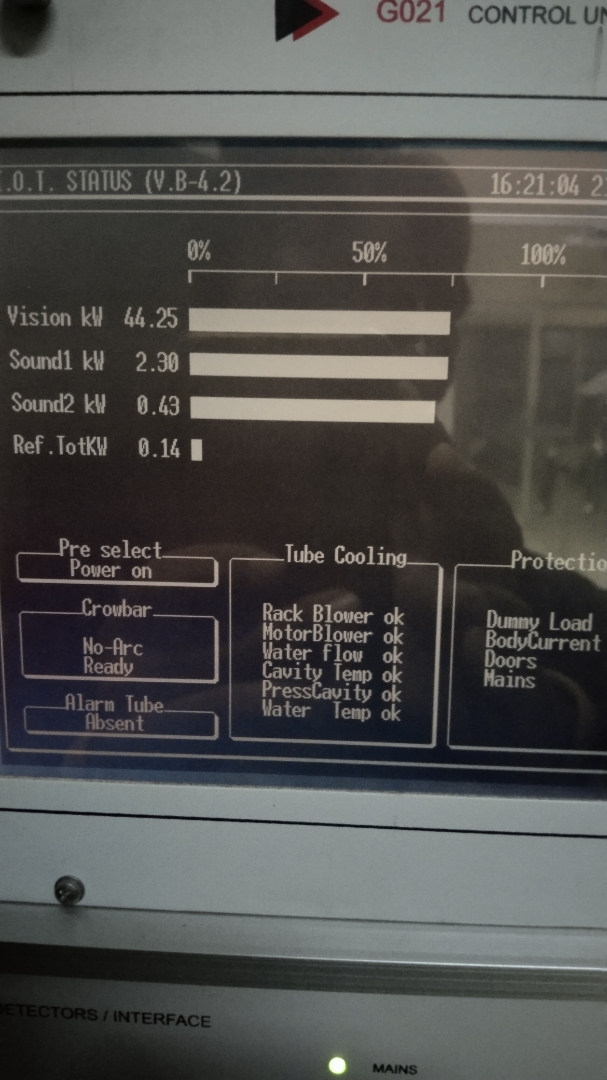 G021 CONTROL UN
.O.T. STATUS (V.B-4.2) 16:21:04 2
0% 50% 100%
Vision kW 44.25
Sound1 kW 2.30
Sound2 kW 0.43
Ref.TotKW 0.14
Pre select
Power on
Crowbar
No-Arc
Ready
Alarm Tube
Absent
Tube Cooling
Rack Blower ok
MotorBlower ok
Water flow ok
Cavity Temp ok
PressCavity ok
Water Temp ok
Protectio
Dummy Load
BodyCurrent
Doors
Mains
DETECTORS / INTERFACE
MAINS